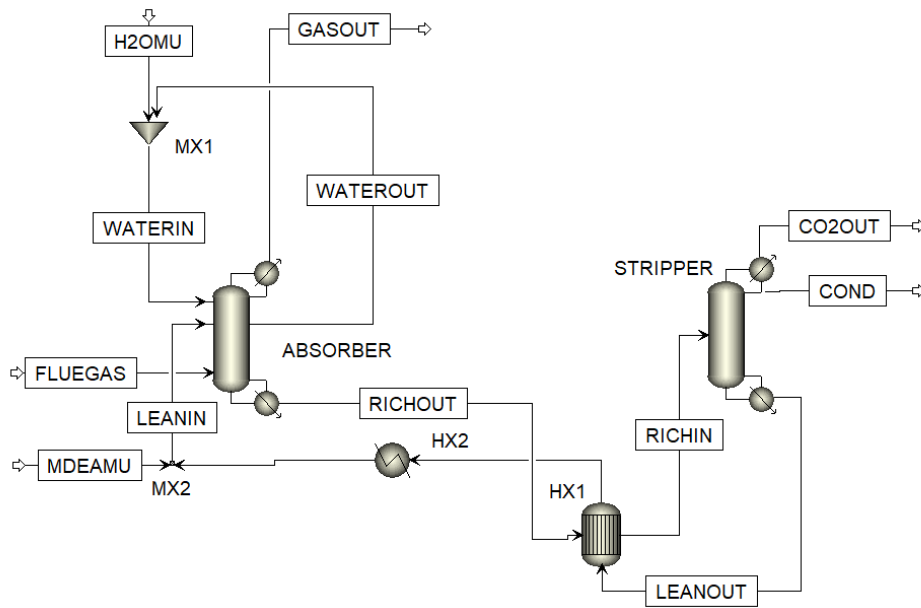 GASOUT
H2OMU
MX1
WATEROUT
WATERIN
CO2OUT
STRIPPER
COND
ABSORBER
FLUEGAS
RICHOUT
LEANIN
RICHIN
HX2
MDEAMU
MX2
HX1
LEANOUT